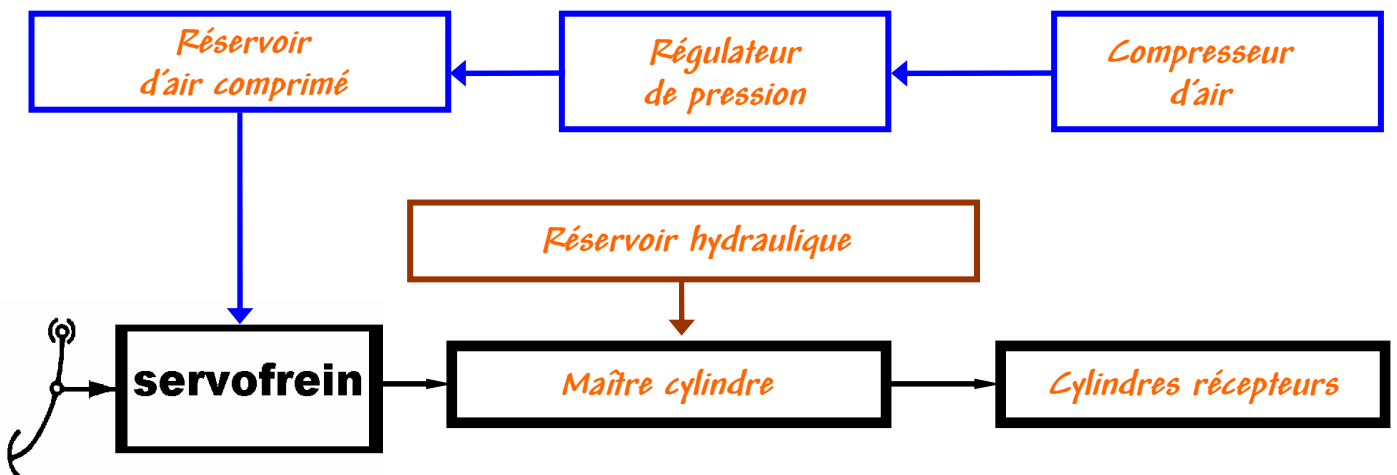 Réservoir
d'air comprimé
Régulateur
de pression
Compresseur
d'air
Réservoir hydraulique
servofrein
Maître cylindre
Cylindres récepteurs